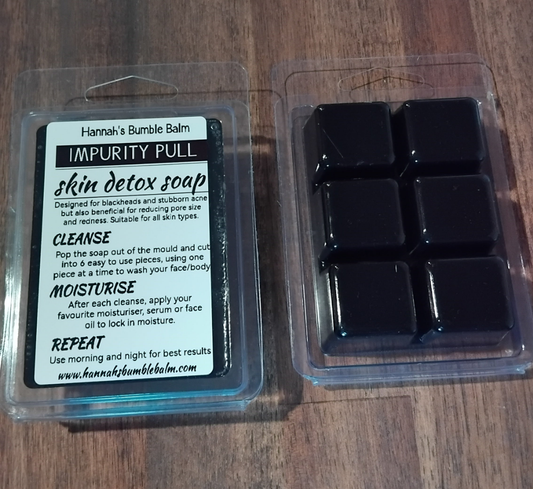 Hannah's Bumble Balm
IMPURITY PULL
skin detox soap
Designed for blackheads and stubborn acne
but also beneficial for reducing pore size
and redness. Suitable for all skin types.
CLEANSE
Pop the soap out of the mould and cut
into 6 easy to use pieces, using one
piece at a time to wash your face/body
MOISTURISE
After each cleanse, apply your
favourite moisturiser, serum or face
oil to lock in moisture.
REPEAT
Use morning and night for best results
www.hannahsbumblebalm.com